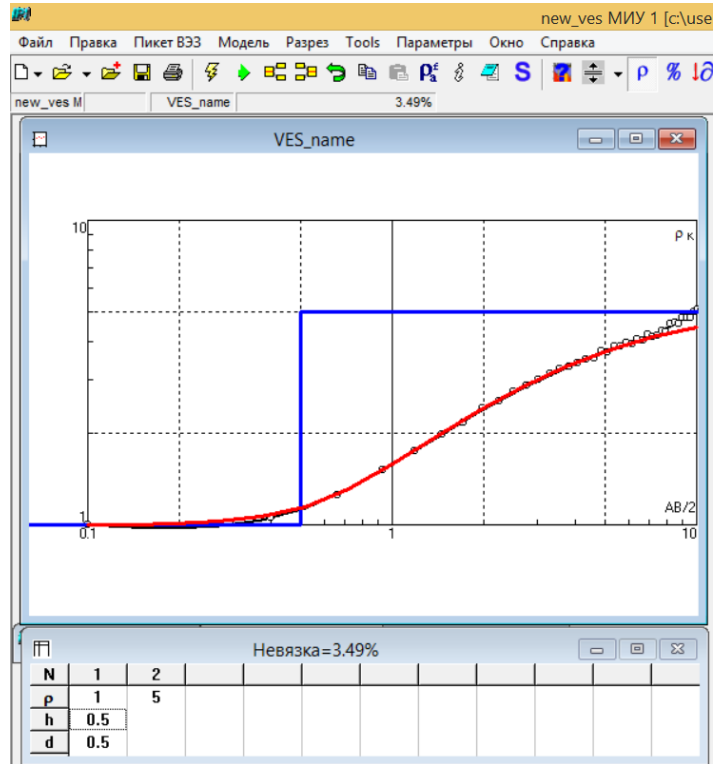 new_ves МИУ 1 [c:\use
Файл Правка Пикет ВЭЗ Модель Разрез Tools Параметры Окно Справка
S ρ %
new_ves М VES_name 3.49%
VES_name
10
ρ к
1
AB/2
0.1 1 10
Невязка=3.49%
N 1 2
ρ 1 5
h 0.5
d 0.5